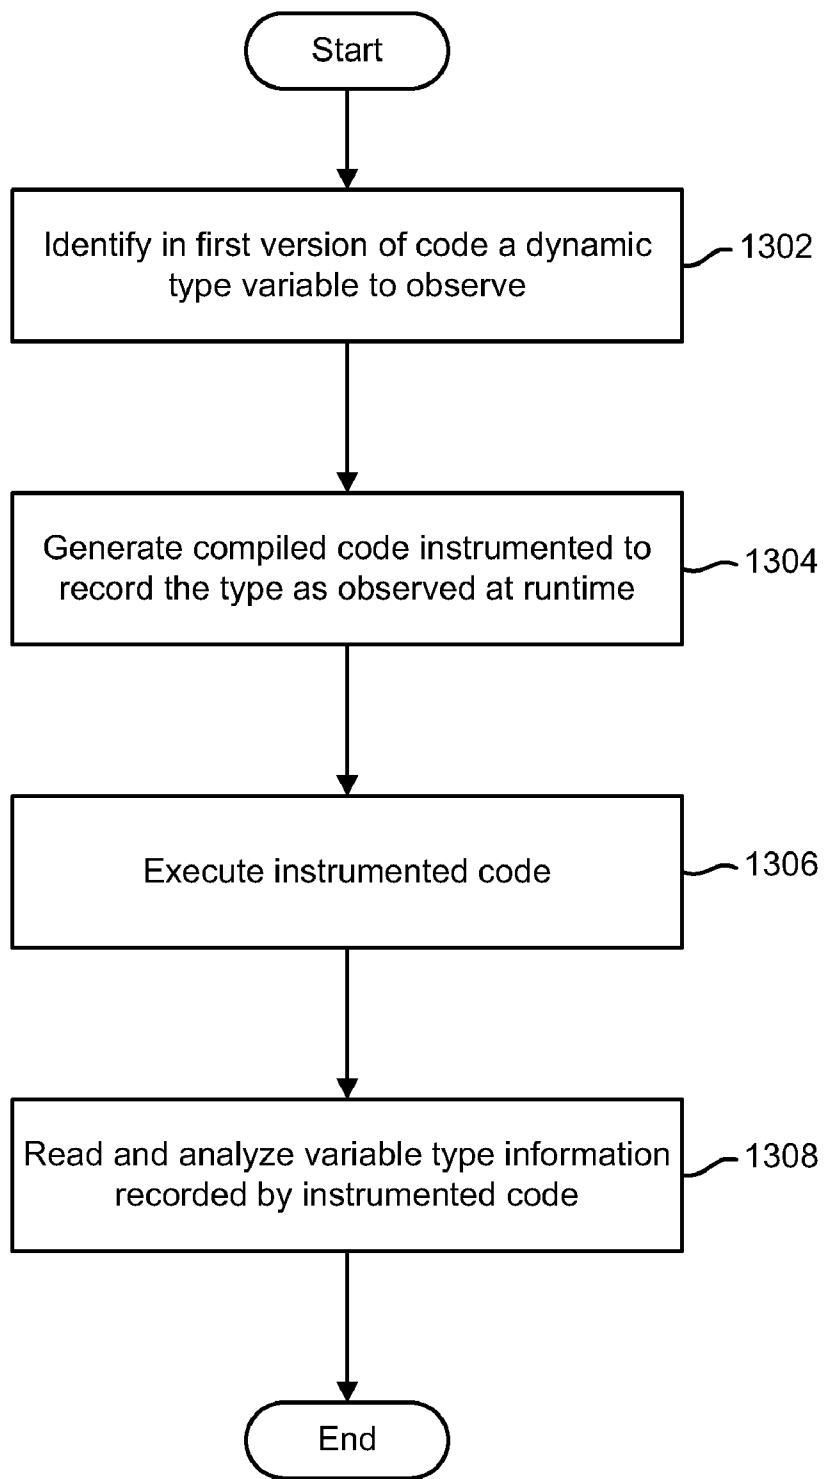 Start
Identify in first version of code a dynamic
type variable to observe
1302
Generate compiled code instrumented to
record the type as observed at runtime
1304
Execute instrumented code
1306
Read and analyze variable type information
recorded by instrumented code
1308
End